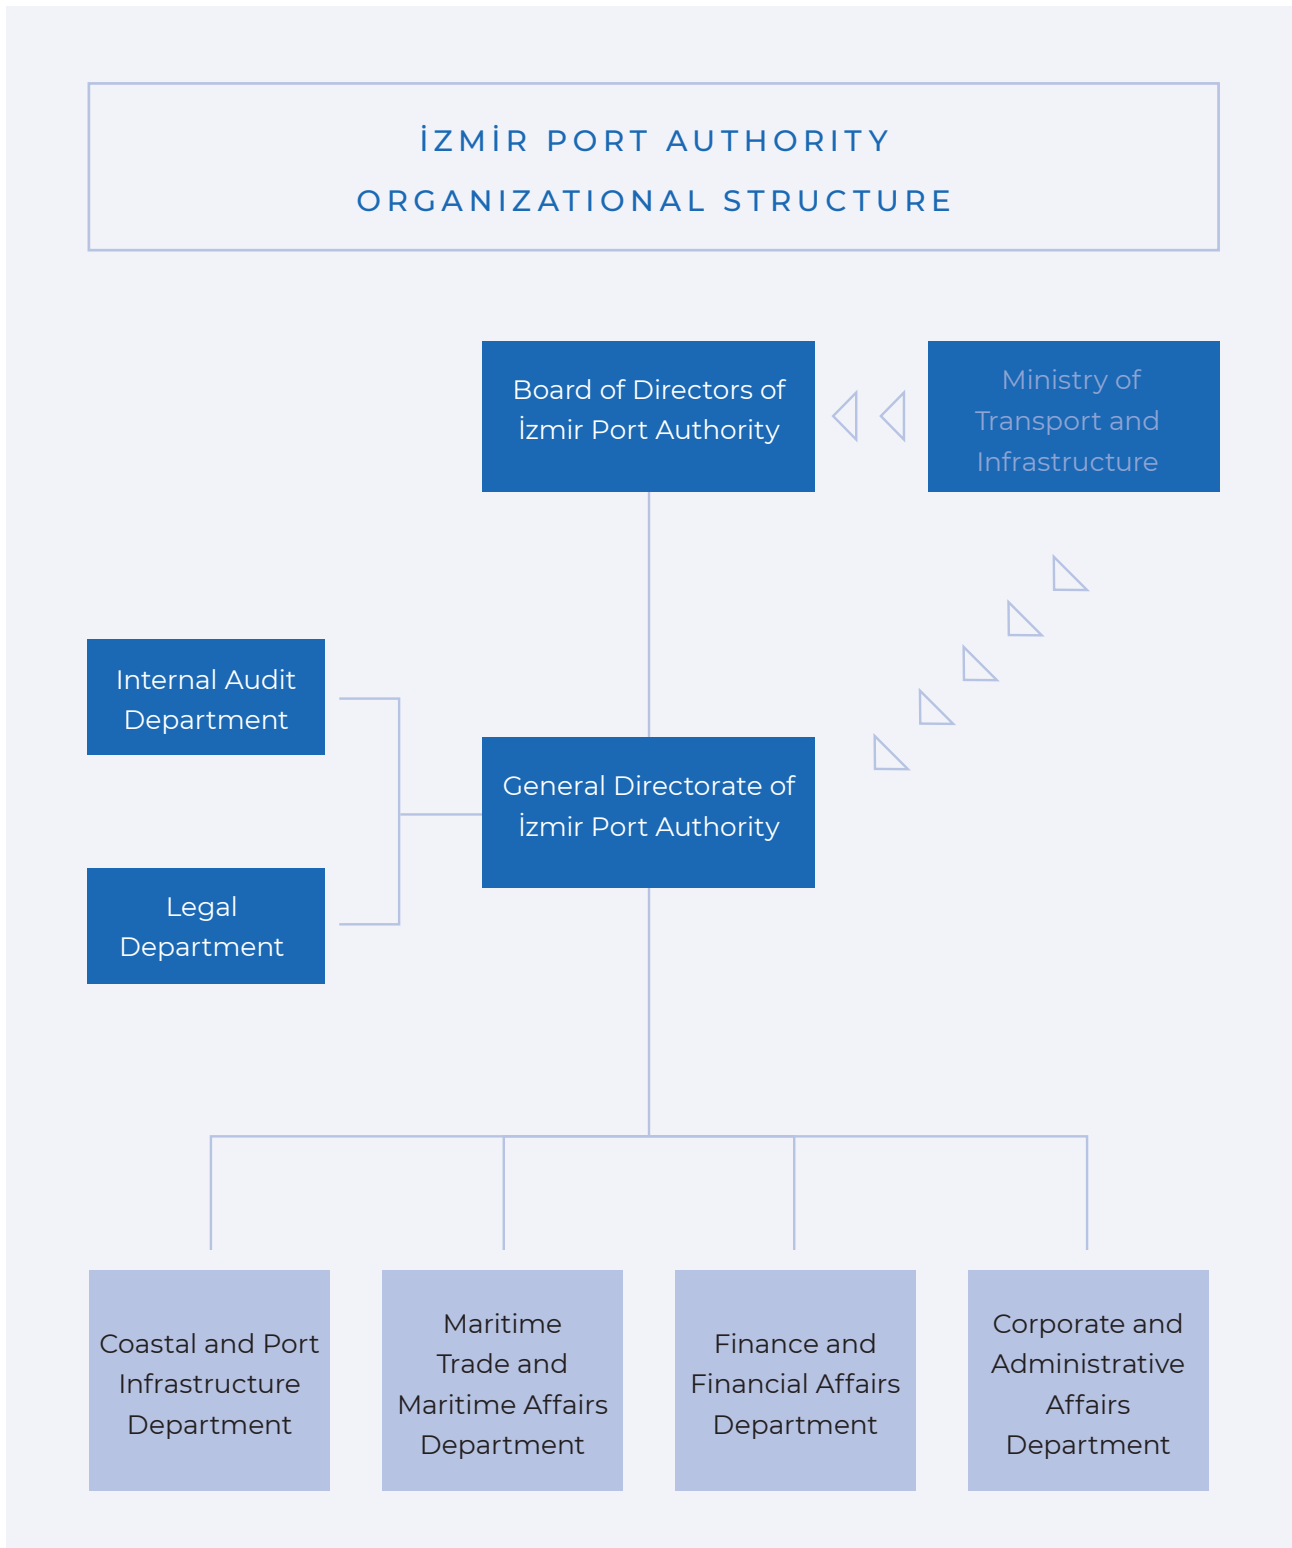 İZMİR PORT AUTHORITY
ORGANIZATIONAL STRUCTURE
Board of Directors of
İzmir Port Authority
Ministry of
Transport and
Infrastructure
Internal Audit
Department
General Directorate of
İzmir Port Authority
Legal
Department
Coastal and Port
Infrastructure
Department
Maritime
Trade and
Maritime Affairs
Department
Finance and
Financial Affairs
Department
Corporate and
Administrative
Affairs
Department